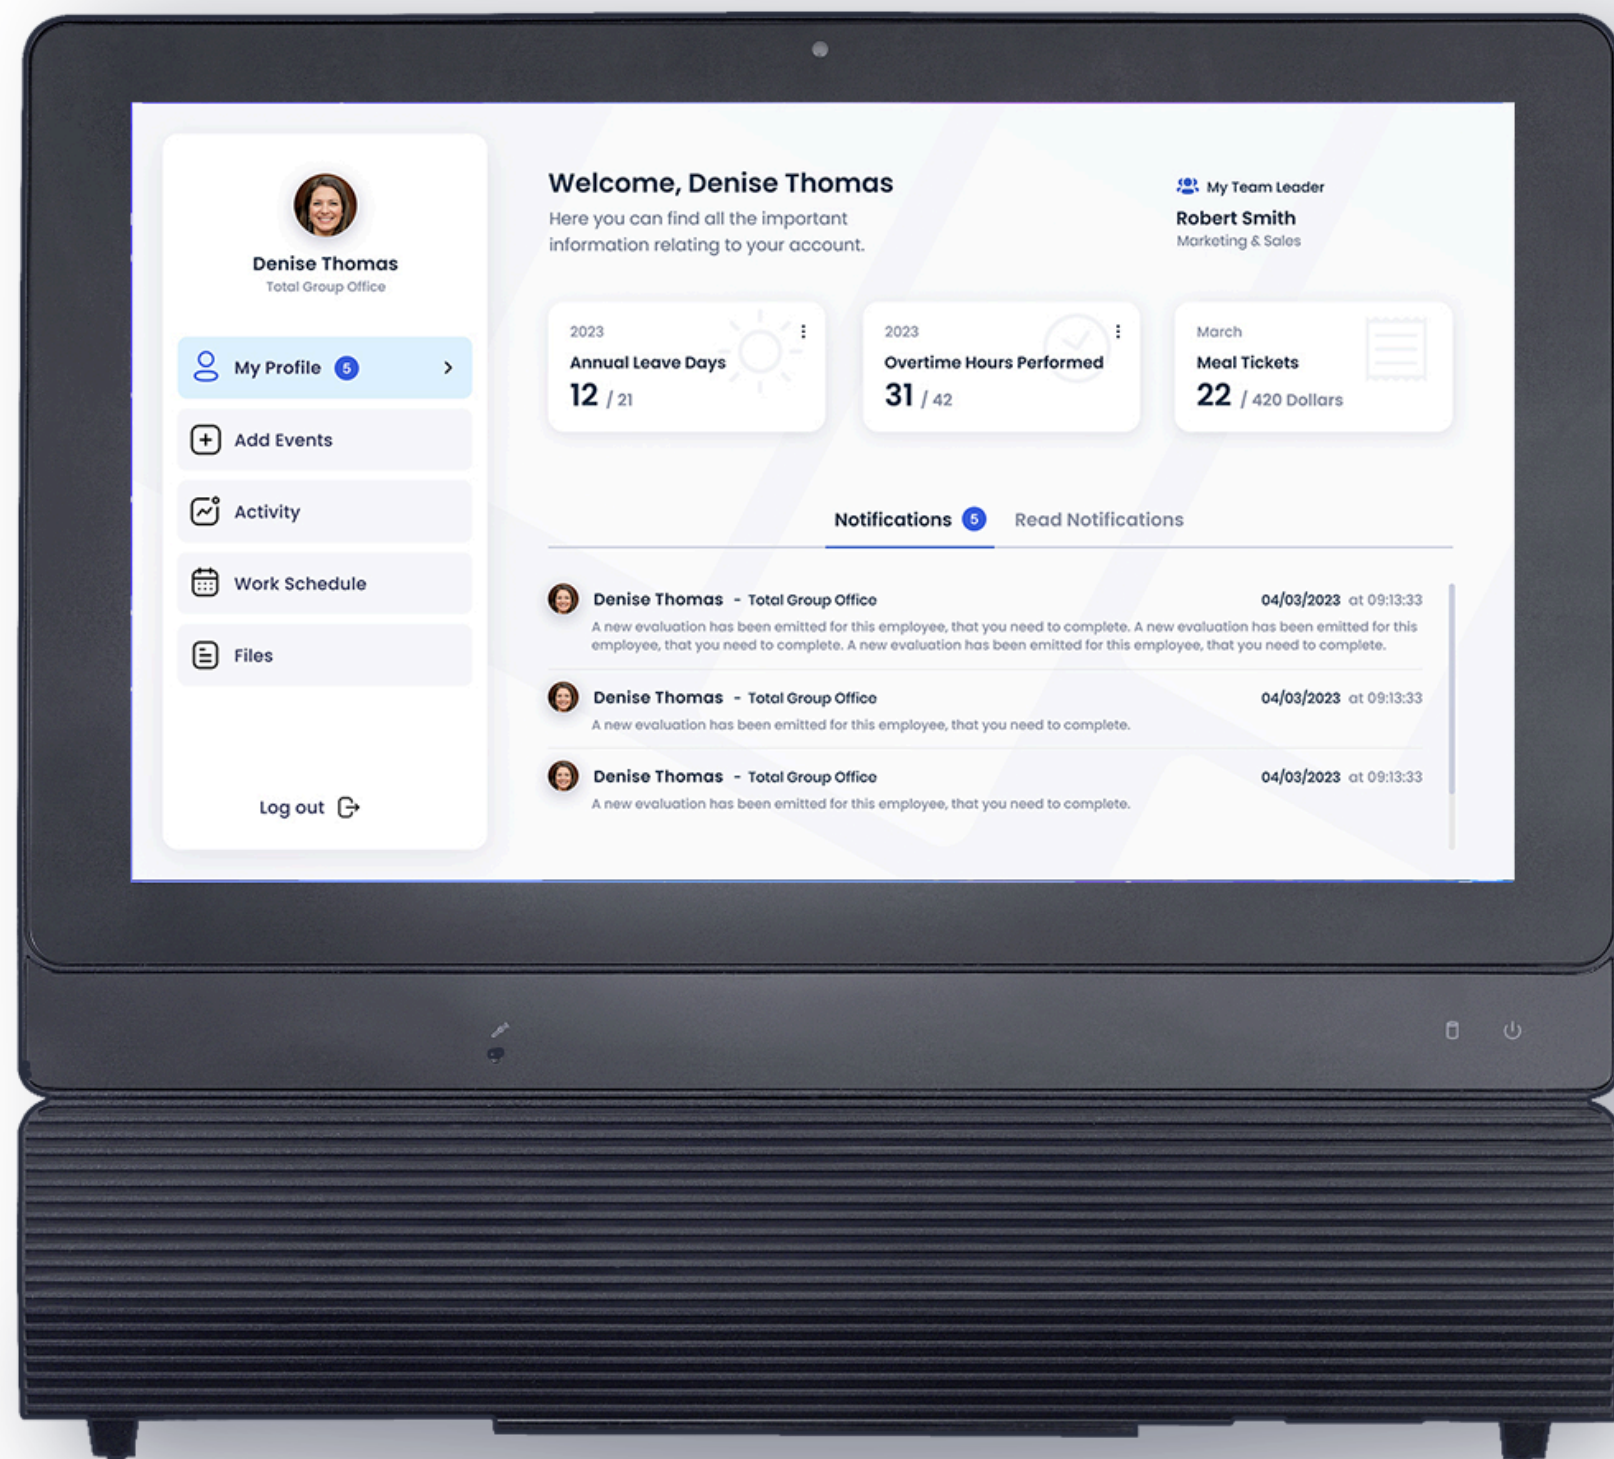 Denise Thomas
Total Group Office
My Profile 5
Add Events
Activity
Work Schedule
Files
Log out
Welcome, Denise Thomas
Here you can find all the important
information relating to your account.
My Team Leader
Robert Smith
Marketing & Sales
2023
Annual Leave Days
12 / 21
2023
Overtime Hours Performed
31 / 42
March
Meal Tickets
22 / 420 Dollars
Notifications 5 Read Notifications
Denise Thomas - Total Group Office 04/03/2023 at 09:13:33
A new evaluation has been emitted for this employee, that you need to complete. A new evaluation has been emitted for this
employee, that you need to complete. A new evaluation has been emitted for this employee, that you need to complete.
Denise Thomas - Total Group Office 04/03/2023 at 09:13:33
A new evaluation has been emitted for this employee, that you need to complete.
Denise Thomas - Total Group Office 04/03/2023 at 09:13:33
A new evaluation has been emitted for this employee, that you need to complete.